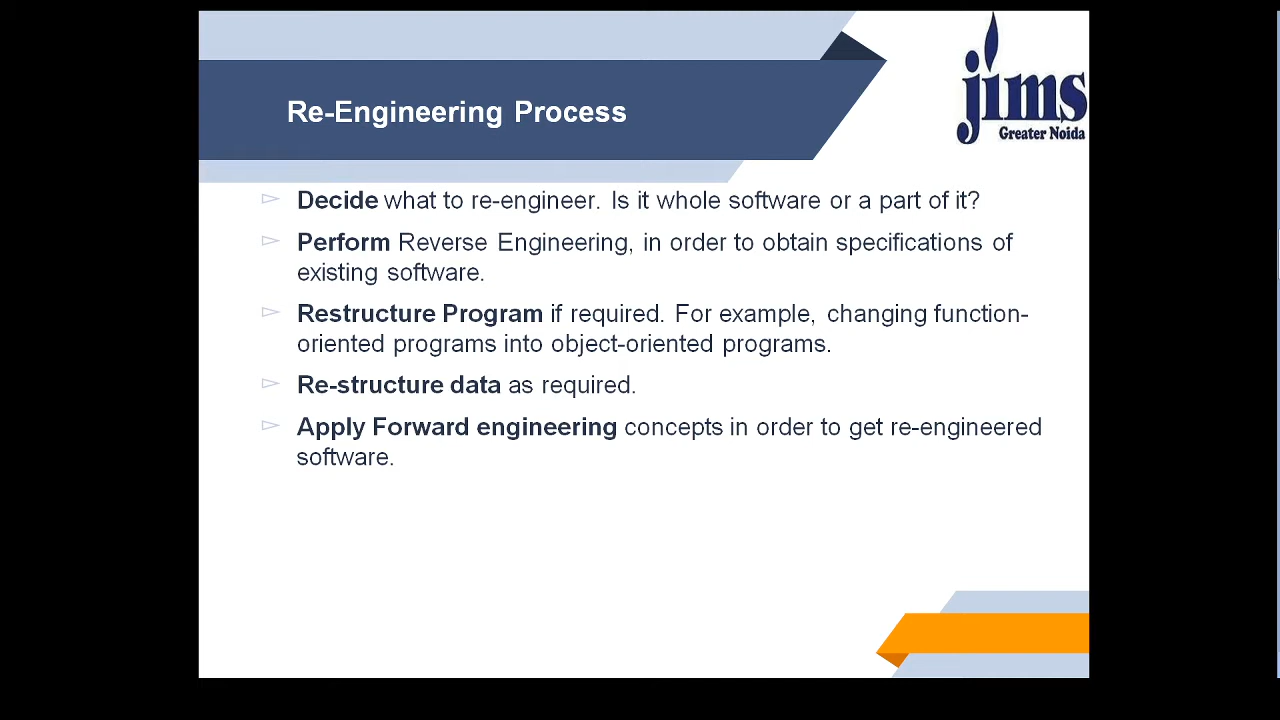 jims
Greater Noida
Re-Engineering Process
Decide what to re-engineer. Is it whole software or a part of it?
Perform Reverse Engineering, in order to obtain specifications of
existing software.
Restructure Program if required. For example, changing function-
oriented programs into object-oriented programs.
Re-structure data as required.
Apply Forward engineering concepts in order to get re-engineered
software.